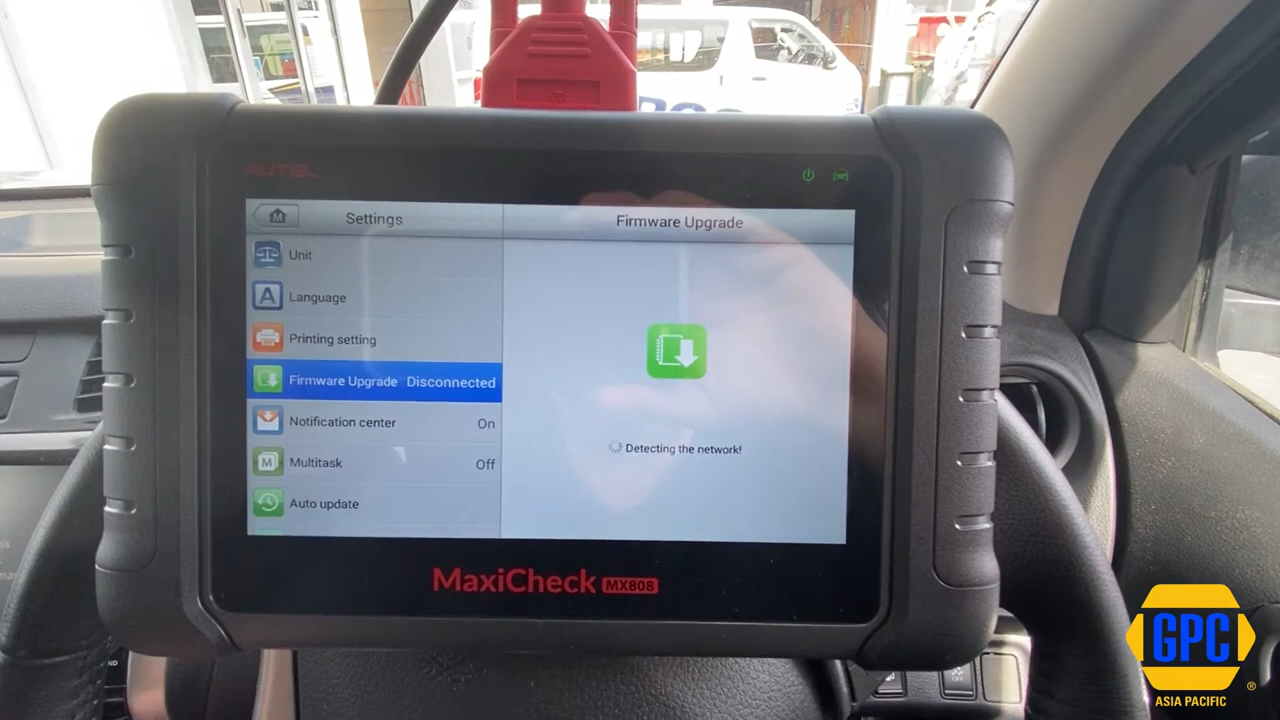 AUTEL
M Settings
Firmware Upgrade
Unit
A Language
Printing setting
Firmware Upgrade Disconnected
Detecting the network!
Notification center On
M Multitask Off
Auto update
MaxiCheck MX808
OFF
GPC
®
ASIA PACIFIC